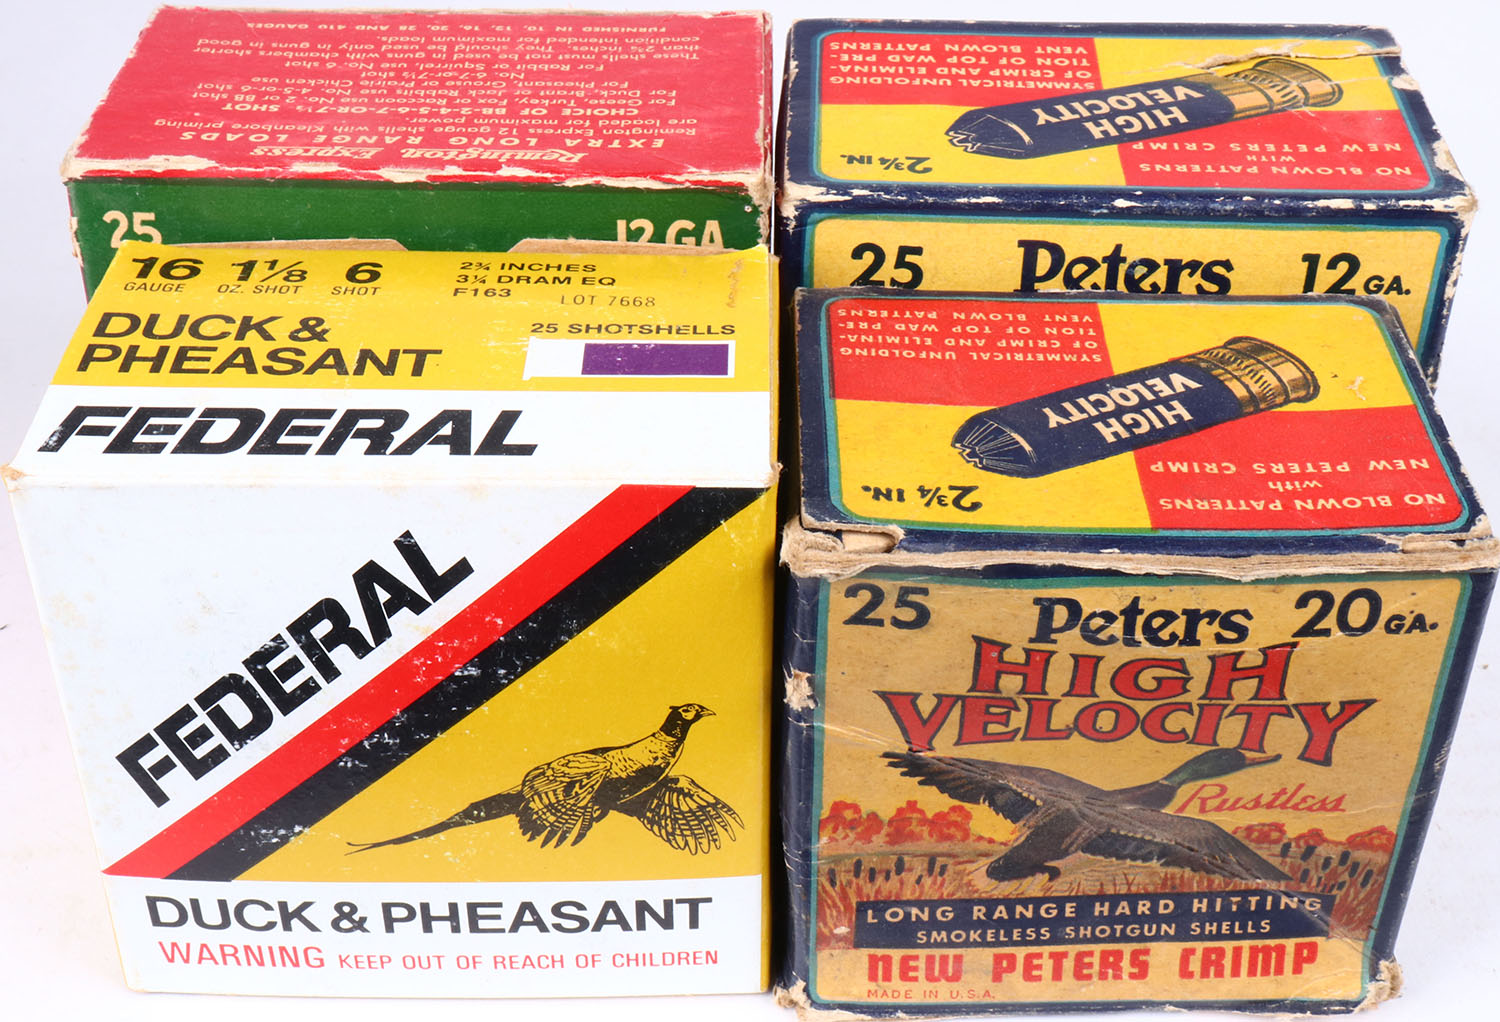 FURNISHED IN 10, 12, 16, 20, 28 AND 410 GAUGES
condition intended for maximum loads.
than 2¾ inches. They should be used only in guns in good
These shells must not be used in guns with chambers shorter
For Rabbit or Squirrel use No. 6 shot
No. 6-7-or-7½ shot
For Pheasant, Grouse or Prairie Chicken use
For Duck, Brant or Jack Rabbits use No. 4-5-or-6 shot
For Geese, Turkey, Fox or Raccoon use No. 2 or BB shot
CHOICE OF BB-2-4-5-6-7-OR-7½ SHOT
are loaded for maximum power.
Remington Express 12 gauge shells with Kleanbore priming
EXTRA LONG RANGE LOADS
Remington Express
25 12 GA.
16 1 1/8 6
GAUGE OZ. SHOT SHOT
2¾ INCHES
3¼ DRAM EQ
F163 LOT 7668
25 SHOTSHELLS
DUCK &
PHEASANT
FEDERAL
FEDERAL
DUCK & PHEASANT
WARNING KEEP OUT OF REACH OF CHILDREN
SYMMETRICAL UNFOLDING
OF CRIMP AND ELIMINA-
TION OF TOP WAD PRE-
VENT BLOWN PATTERNS
HIGH
VELOCITY
2¾ IN.
NO BLOWN PATTERNS
with
NEW PETERS CRIMP
25 Peters 12 GA.
SYMMETRICAL UNFOLDING
OF CRIMP AND ELIMINA-
TION OF TOP WAD PRE-
VENT BLOWN PATTERNS
HIGH
VELOCITY
2¾ IN.
NO BLOWN PATTERNS
with
NEW PETERS CRIMP
25 Peters 20 GA.
HIGH
VELOCITY
Rustless
LONG RANGE HARD HITTING
SMOKELESS SHOTGUN SHELLS
NEW PETERS CRIMP
MADE IN U.S.A.